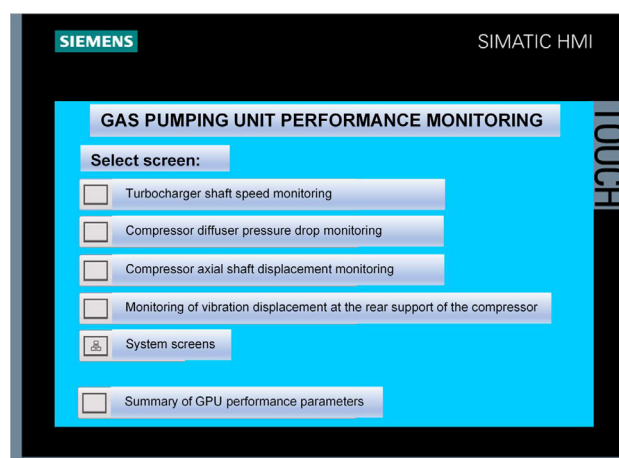 SIEMENS
SIMATIC HMI
TOUCH
GAS PUMPING UNIT PERFORMANCE MONITORING
Select screen:
Turbocharger shaft speed monitoring
Compressor diffuser pressure drop monitoring
Compressor axial shaft displacement monitoring
Monitoring of vibration displacement at the rear support of the compressor
System screens
Summary of GPU performance parameters